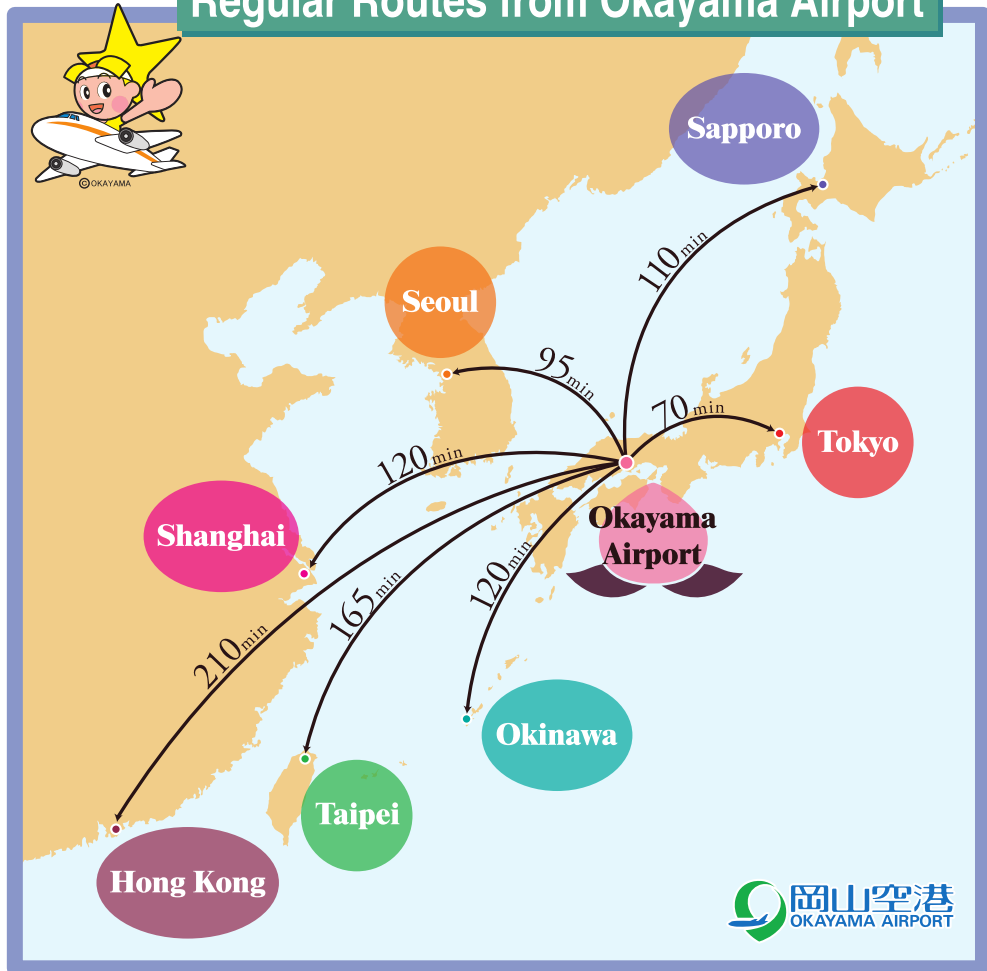 Regular Routes from Okayama Airport
©OKAYAMA
Sapporo
110min
Seoul
95min
70min
Tokyo
120min
Shanghai
Okayama
Airport
120min
165min
210min
Okinawa
Taipei
Hong Kong
岡山空港
OKAYAMA AIRPORT